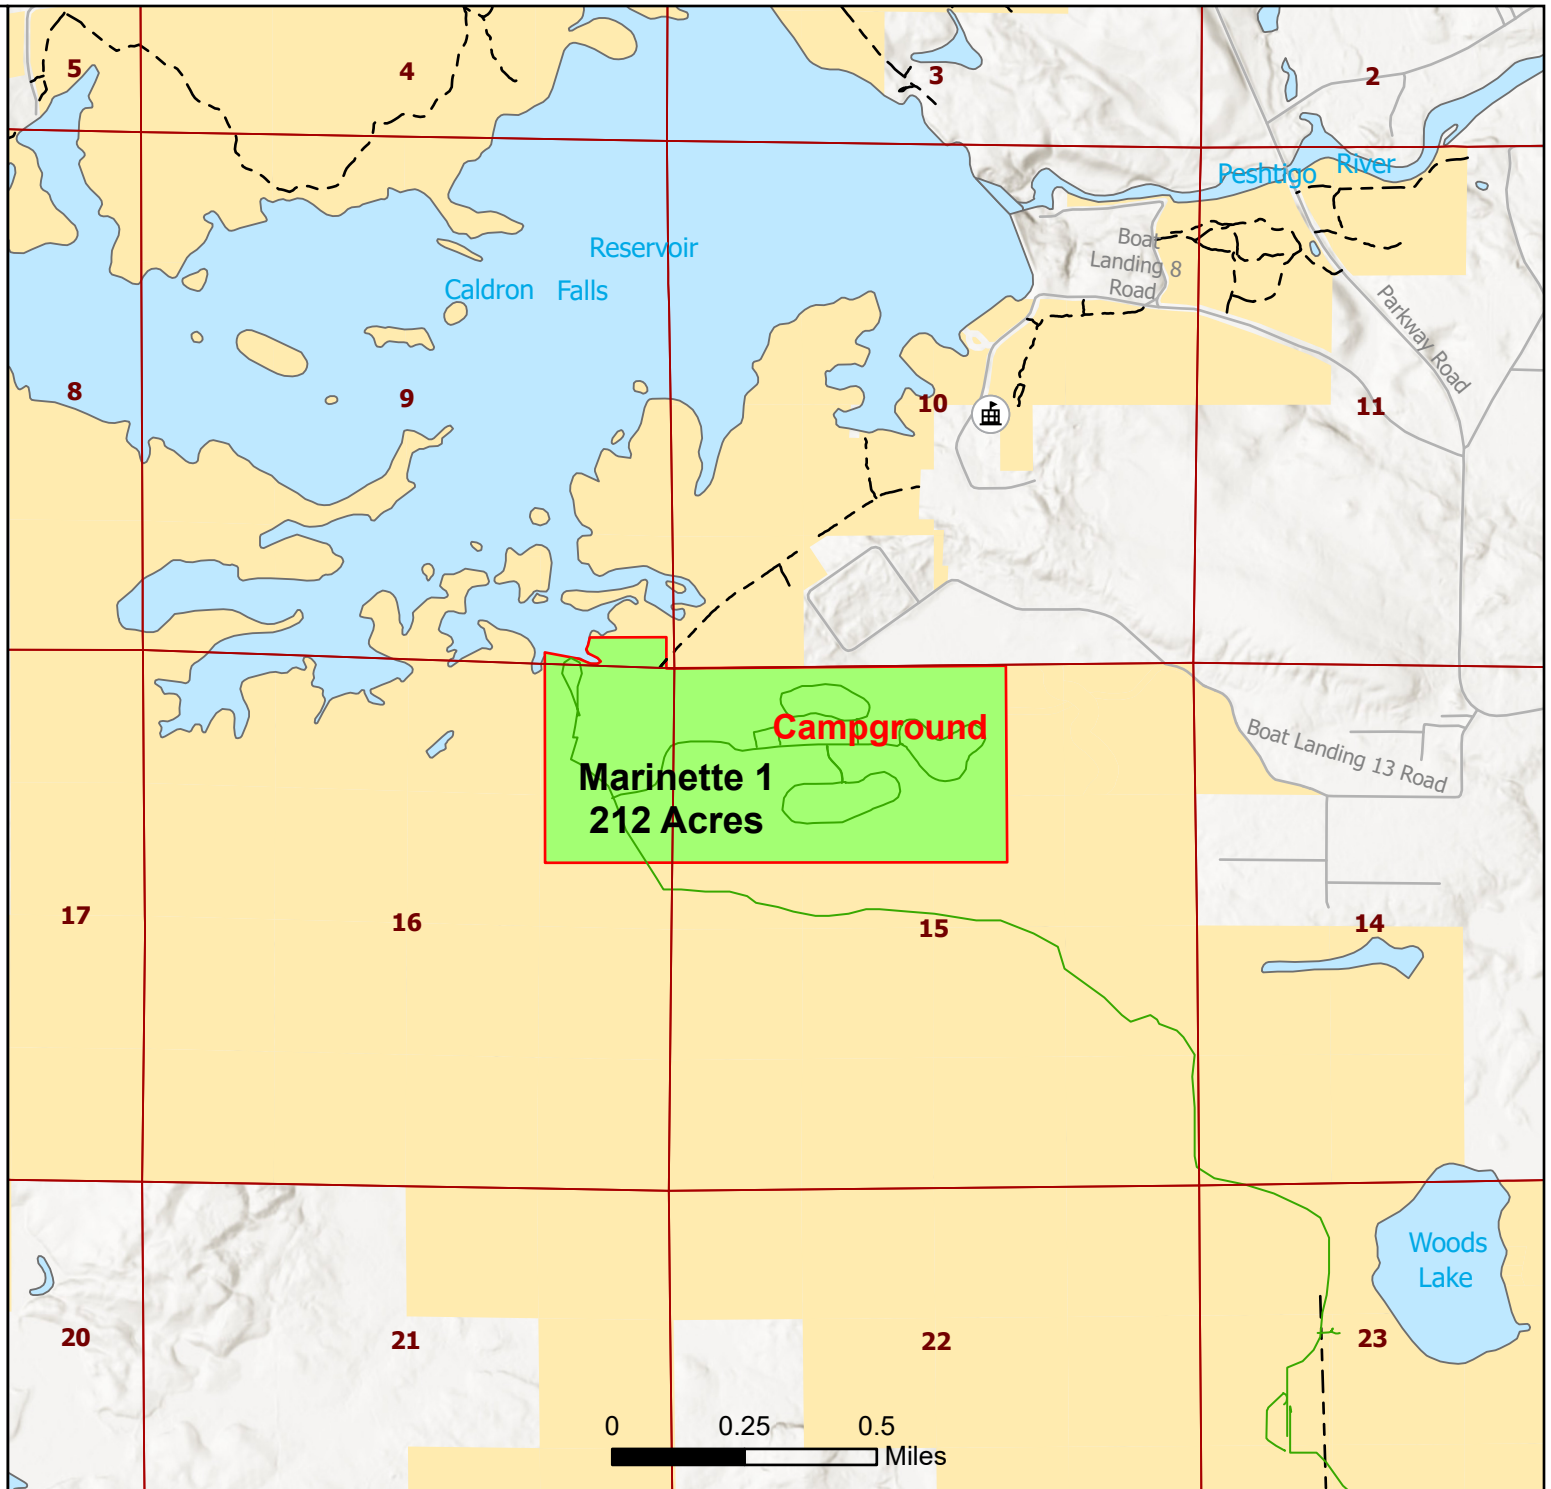 5
4
3
2
Peshtigo River
Reservoir
Caldron Falls
Boat
Landing 8
Road
Parkway Road
8
9
10
11
Campground
Marinette 1
212 Acres
Boat Landing 13 Road
17
16
15
14
Woods
Lake
20
21
22
23
0 0.25 0.5
Miles